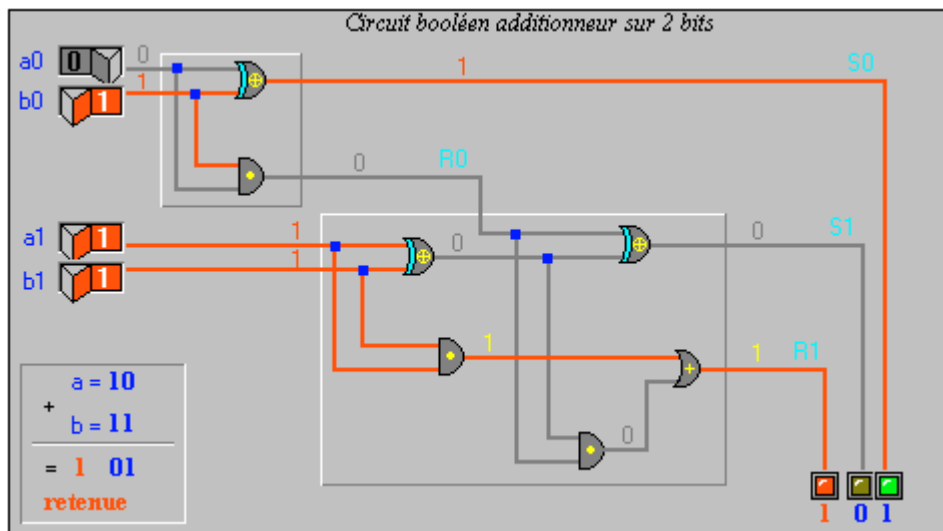 Circuit booléen additionneur sur 2 bits
a0 0 0 1 S0
b0 1 1
0 R0
a1 1 1 0 0 S1
b1 1 1
1 1 R1
a = 10
+
b = 11 0
= 1 01
retenue
1 0 1